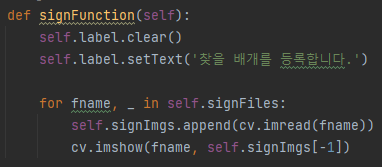 def signFunction(self):
    self.label.clear()
    self.label.setText('찾을 배개를 등록합니다.')

    for fname, _ in self.signFiles:
        self.signImgs.append(cv.imread(fname))
        cv.imshow(fname, self.signImgs[-1])